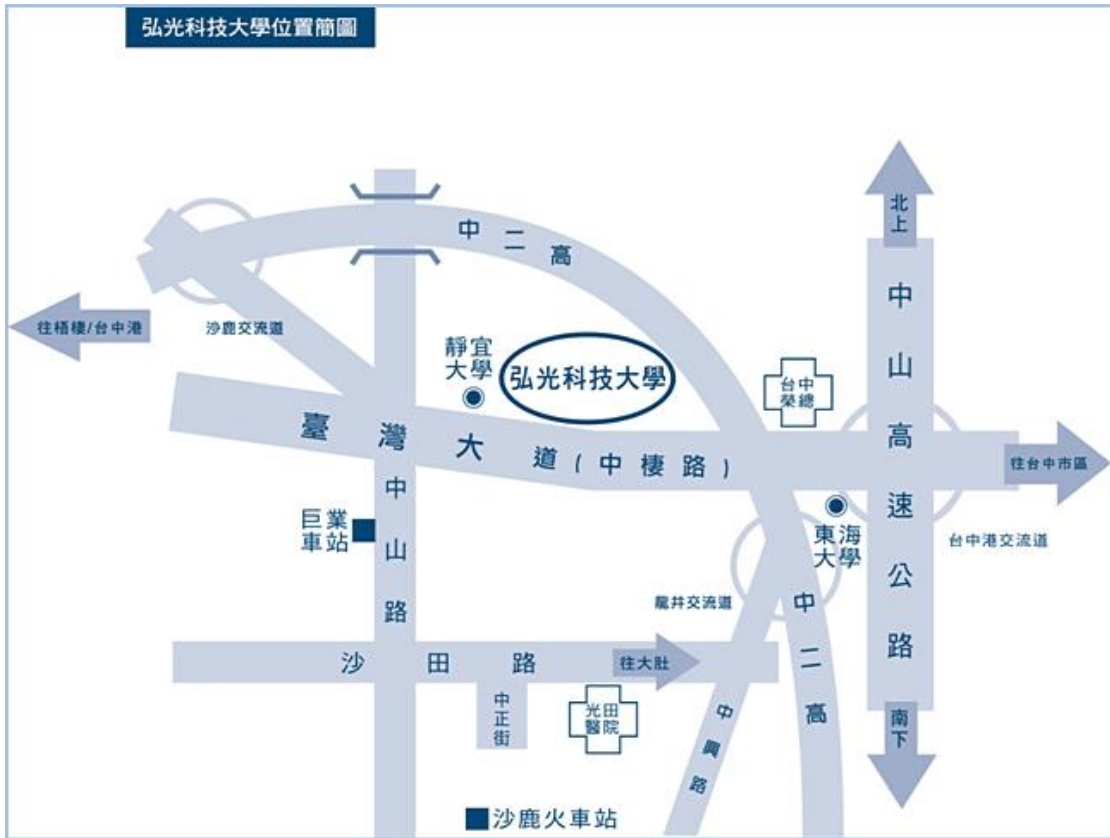 弘光科技大學位置簡圖
北上
中二高
中山高速公路
往梧棲/台中港
沙鹿交流道
靜宜
大學
弘光科技大學
台中
榮總
臺灣大道(中棲路)
往台中市區
中山路
巨業
車站
東海
大學
台中港交流道
龍井交流道
中二高
沙田路
往大肚
中正街
光田
醫院
中興路
南下
沙鹿火車站